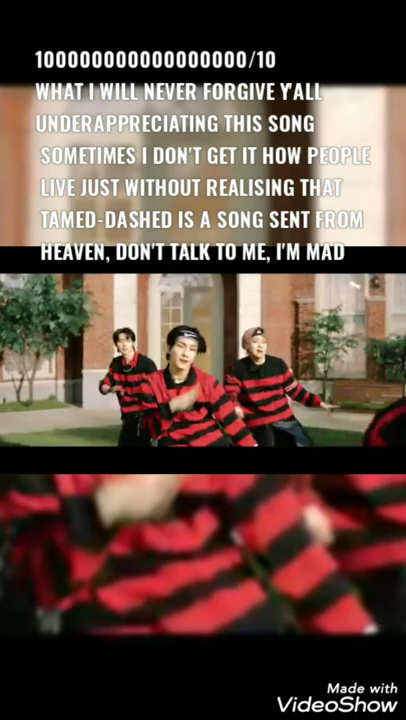 10000000000000000000/10
WHAT I WILL NEVER FORGIVE Y'ALL
UNDERAPPRECIATING THIS SONG
SOMETIMES I DON'T GET IT HOW PEOPLE
LIVE JUST WITHOUT REALISING THAT
TAMED-DASHED IS A SONG SENT FROM
HEAVEN, DON'T TALK TO ME, I'M MAD
Made with
VideoShow